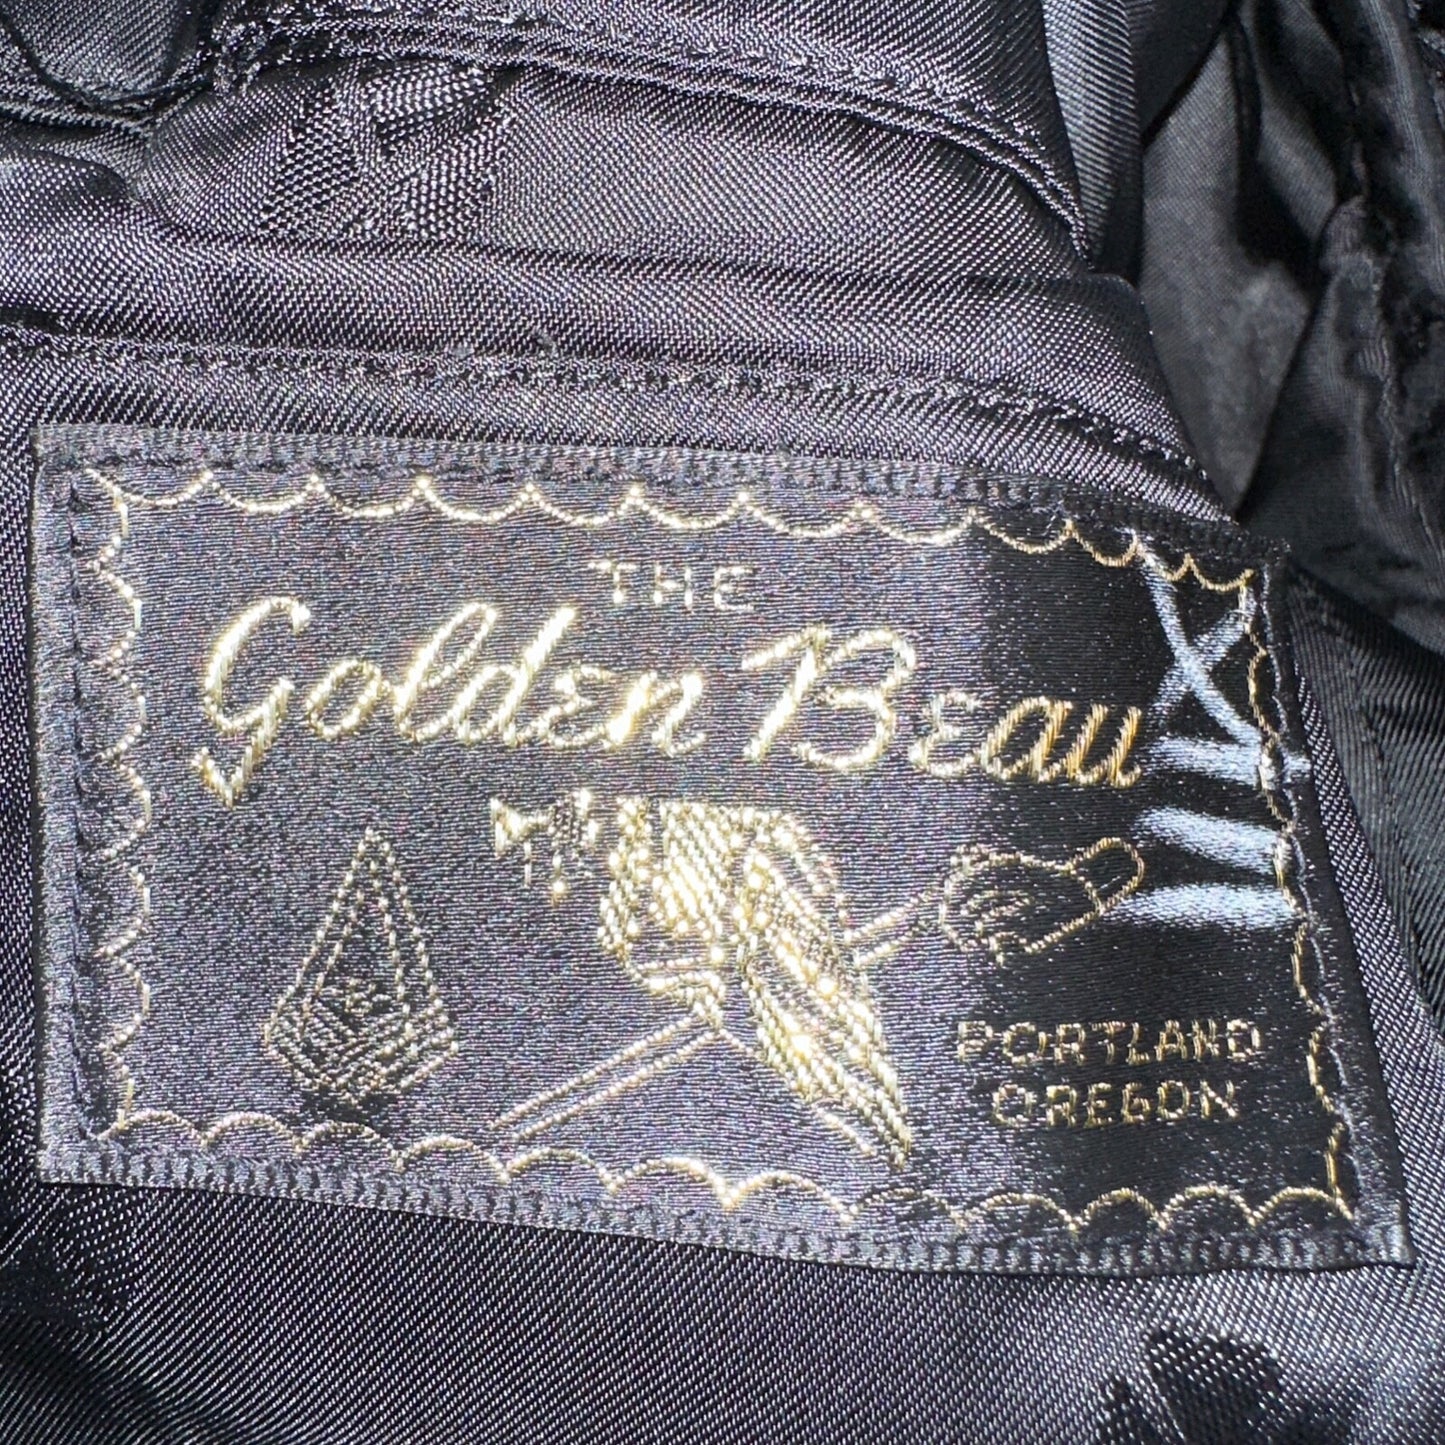 THE
Golden Beau
PORTLAND
OREGON